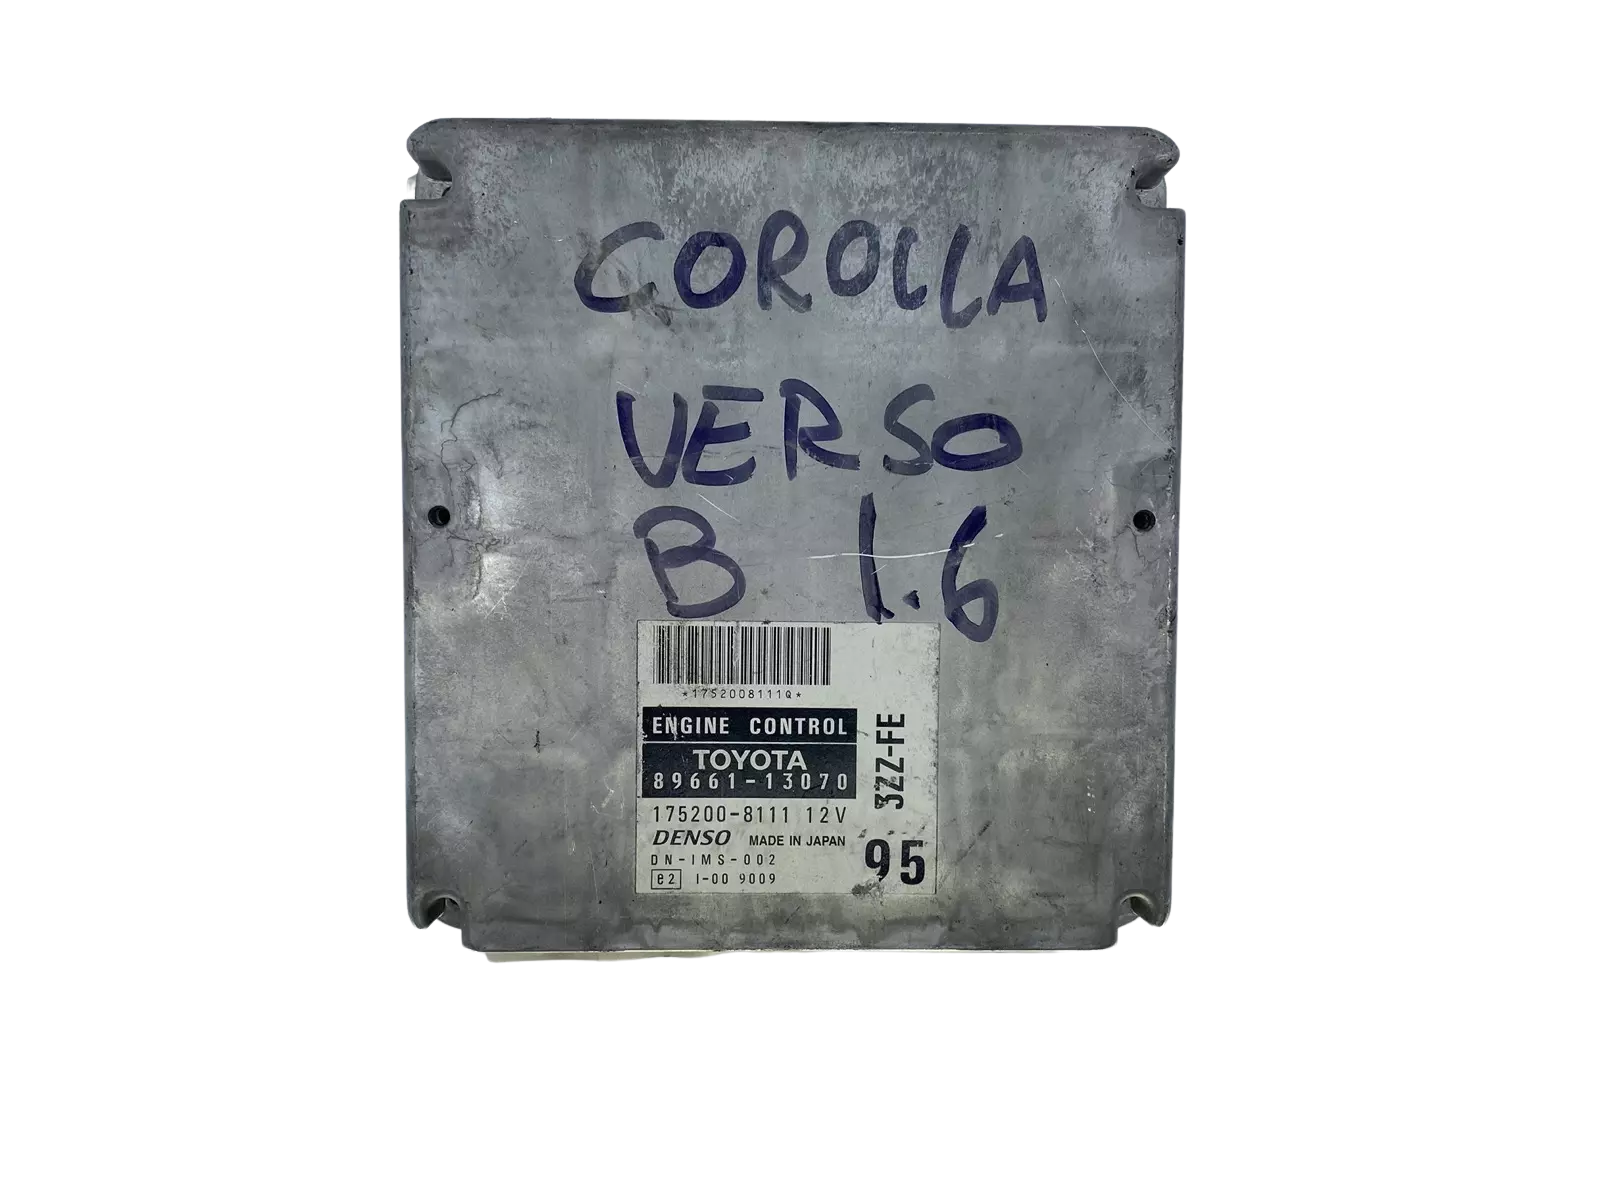 COROLLA
VERSO
B 1.6
*1752008111Q*
ENGINE CONTROL
TOYOTA
89661-13070
175200-8111 12V
DENSO MADE IN JAPAN
DN-IMS-002
e2 I-00 9009
3ZZ-FE
95